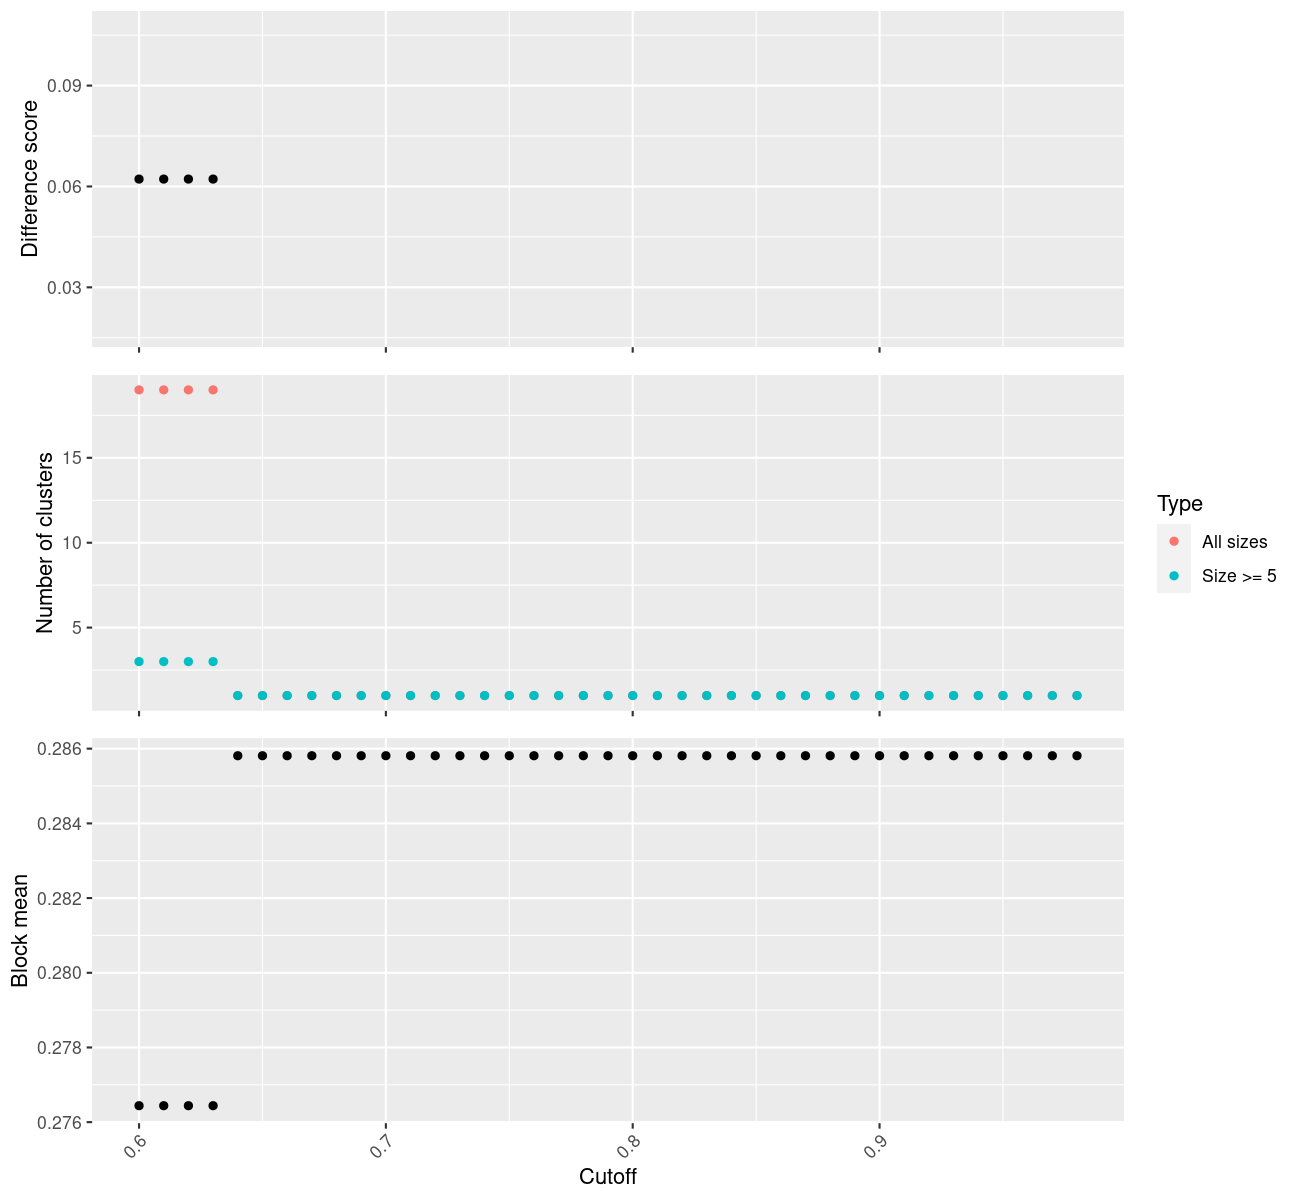 Difference score
0.09
0.06
0.03
Number of clusters
15
10
5
Type
All sizes
Size >= 5
Block mean
0.286
0.284
0.282
0.280
0.278
0.276
0.6
0.7
0.8
0.9
Cutoff